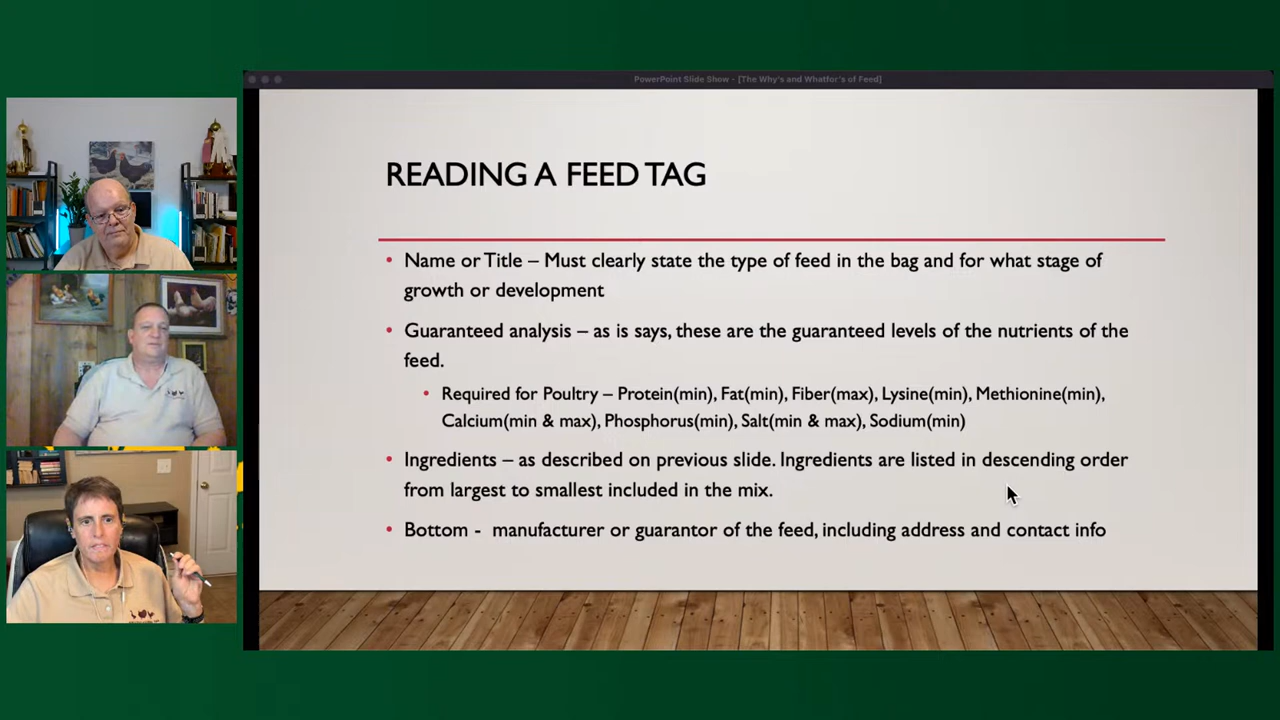 PowerPoint Slide Show - [The Why's and Whatfor's of Feed]
READING A FEED TAG
• Name or Title – Must clearly state the type of feed in the bag and for what stage of
growth or development
• Guaranteed analysis – as is says, these are the guaranteed levels of the nutrients of the
feed.
• Required for Poultry – Protein(min), Fat(min), Fiber(max), Lysine(min), Methionine(min),
Calcium(min & max), Phosphorus(min), Salt(min & max), Sodium(min)
• Ingredients – as described on previous slide. Ingredients are listed in descending order
from largest to smallest included in the mix.
• Bottom - manufacturer or guarantor of the feed, including address and contact info